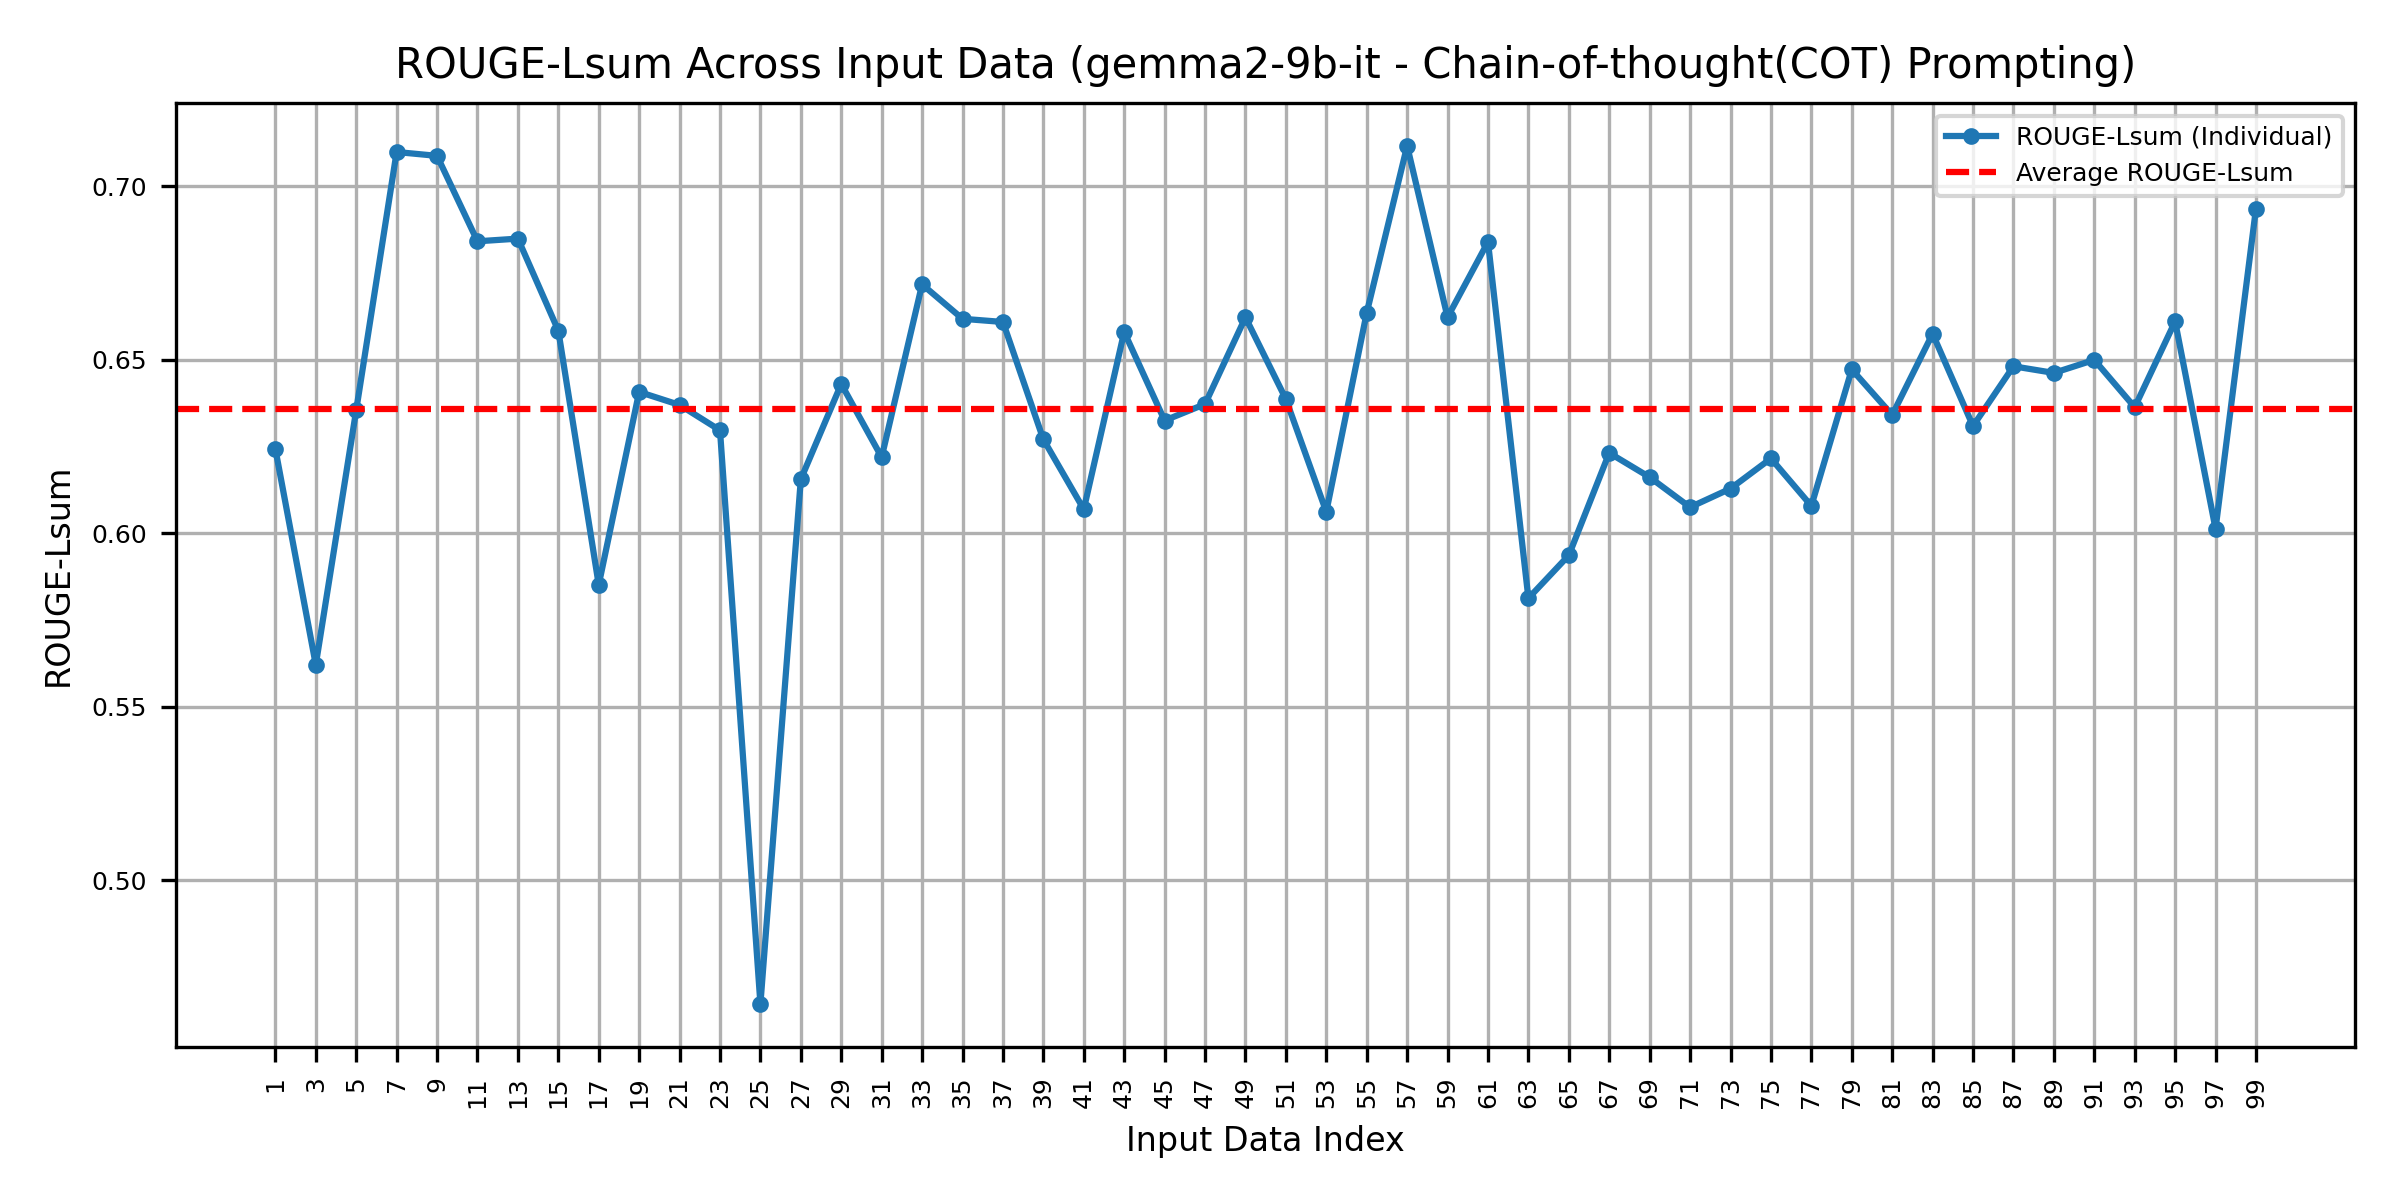 ROUGE-Lsum Across Input Data (gemma2-9b-it - Chain-of-thought(COT) Prompting)
ROUGE-Lsum (Individual)
Average ROUGE-Lsum
ROUGE-Lsum
0.70
0.65
0.60
0.55
0.50
1 3 5 7 9 11 13 15 17 19 21 23 25 27 29 31 33 35 37 39 41 43 45 47 49 51 53 55 57 59 61 63 65 67 69 71 73 75 77 79 81 83 85 87 89 91 93 95 97 99
Input Data Index